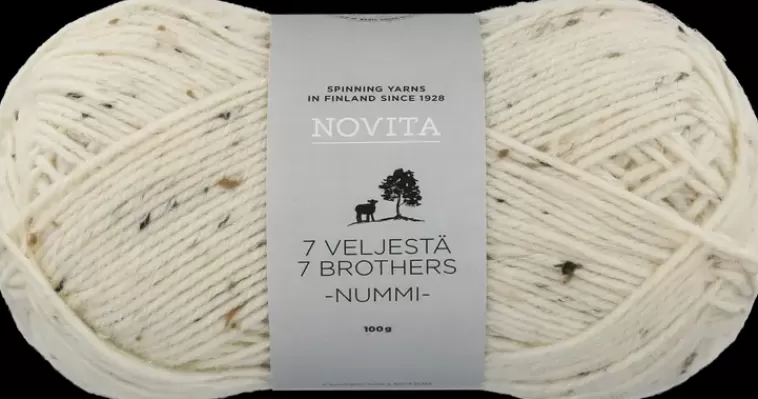 SPINNING YARNS
IN FINLAND SINCE 1928
NOVITA
7 VELJESTÄ
7 BROTHERS
-NUMMI-
100g